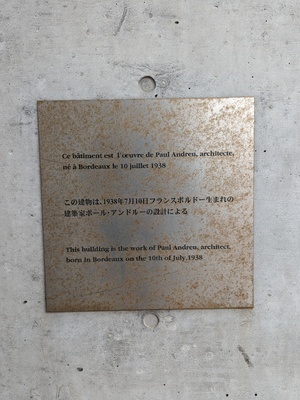 Ce bâtiment est l'œuvre de Paul Andreu, architecte,
né à Bordeaux le 10 juillet 1938
この建物は、1938年7月10日フランスボルドー生まれの
建築家ポール・アンドルーの設計による
This building is the work of Paul Andreu, architect,
born in Bordeaux on the 10th of July, 1938